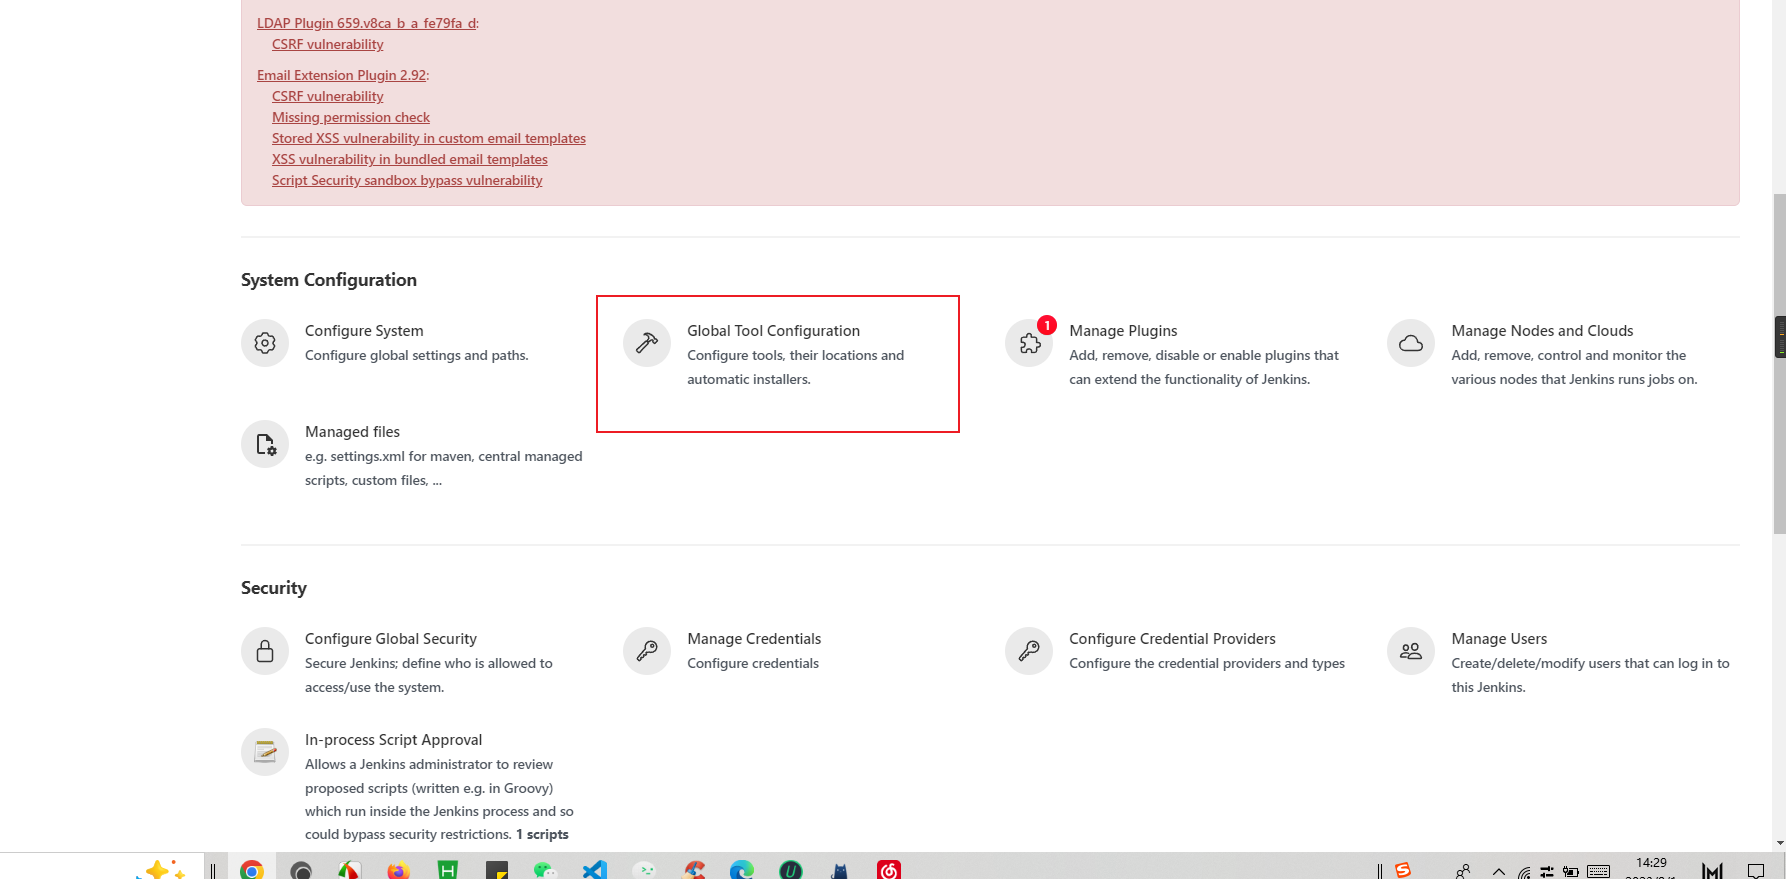 LDAP Plugin 659.v8ca_b_a_fe79fa_d:
CSRF vulnerability
Email Extension Plugin 2.92:
CSRF vulnerability
Missing permission check
Stored XSS vulnerability in custom email templates
XSS vulnerability in bundled email templates
Script Security sandbox bypass vulnerability
System Configuration
Configure System
Configure global settings and paths.
Global Tool Configuration
Configure tools, their locations and
automatic installers.
1
Manage Plugins
Add, remove, disable or enable plugins that
can extend the functionality of Jenkins.
Manage Nodes and Clouds
Add, remove, control and monitor the
various nodes that Jenkins runs jobs on.
Managed files
e.g. settings.xml for maven, central managed
scripts, custom files, ...
Security
Configure Global Security
Secure Jenkins; define who is allowed to
access/use the system.
Manage Credentials
Configure credentials
Configure Credential Providers
Configure the credential providers and types
Manage Users
Create/delete/modify users that can log in to
this Jenkins.
In-process Script Approval
Allows a Jenkins administrator to review
proposed scripts (written e.g. in Groovy)
which run inside the Jenkins process and so
could bypass security restrictions. 1 scripts
14:29